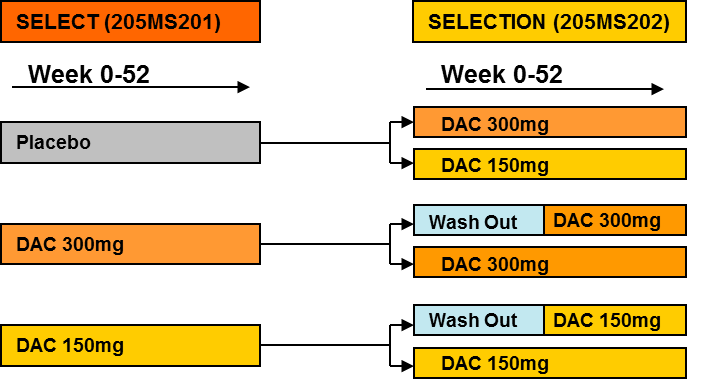 SELECT (205MS201)
SELECTION (205MS202)
Week 0-52
Week 0-52
Placebo
DAC 300mg
DAC 150mg
DAC 300mg
Wash Out
DAC 300mg
DAC 300mg
DAC 150mg
Wash Out
DAC 150mg
DAC 150mg